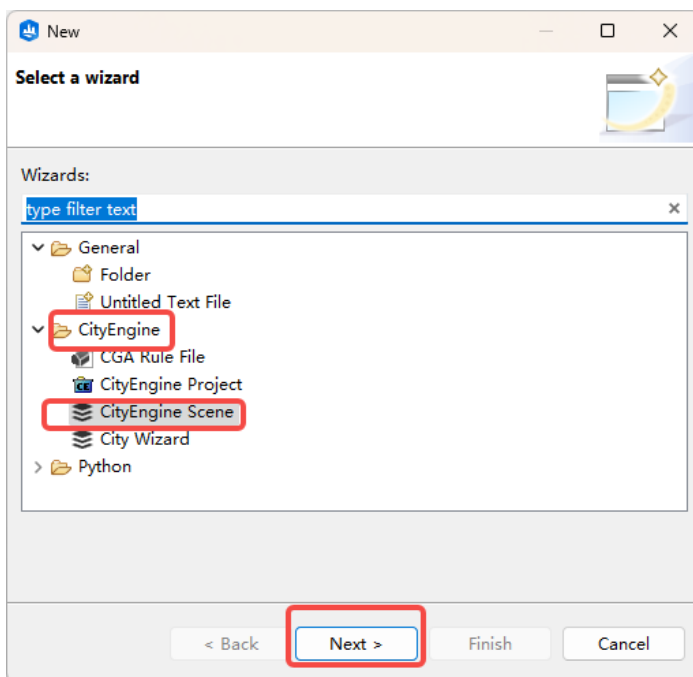 New
Select a wizard
Wizards:
type filter text
General
Folder
Untitled Text File
CityEngine
CGA Rule File
CityEngine Project
CityEngine Scene
City Wizard
Python
< Back Next > Finish Cancel